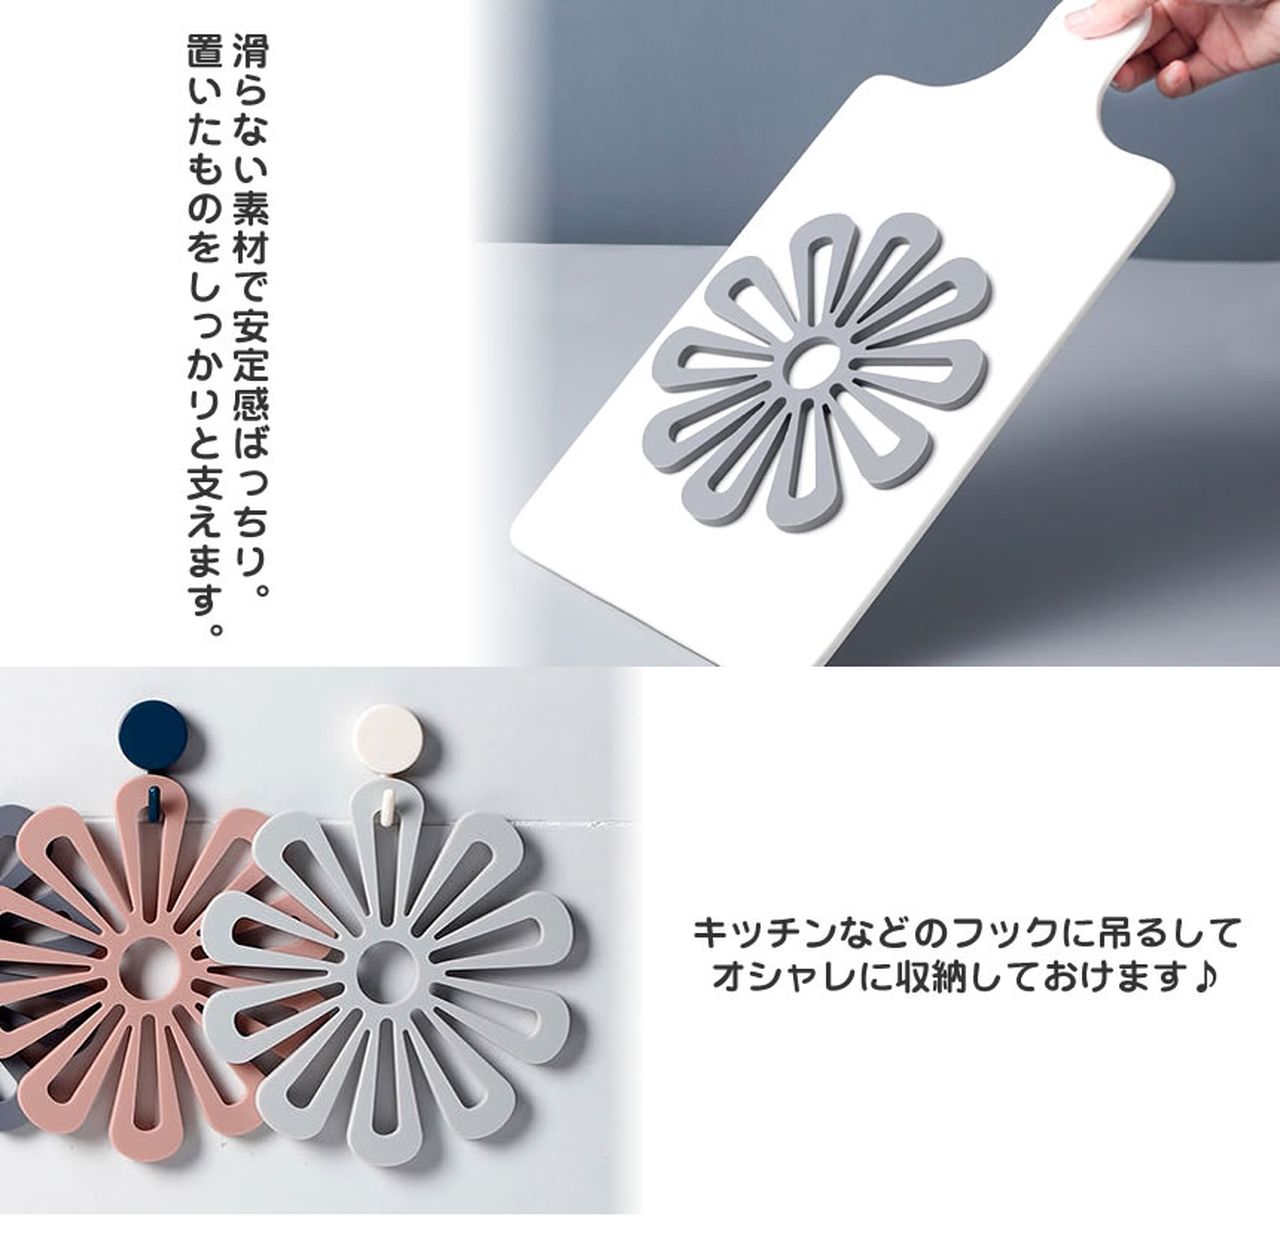 滑らない素材で安定感ばっちり。
置いたものをしっかりと支えます。
キッチンなどのフックに吊るして
オシャレに収納しておけます♪